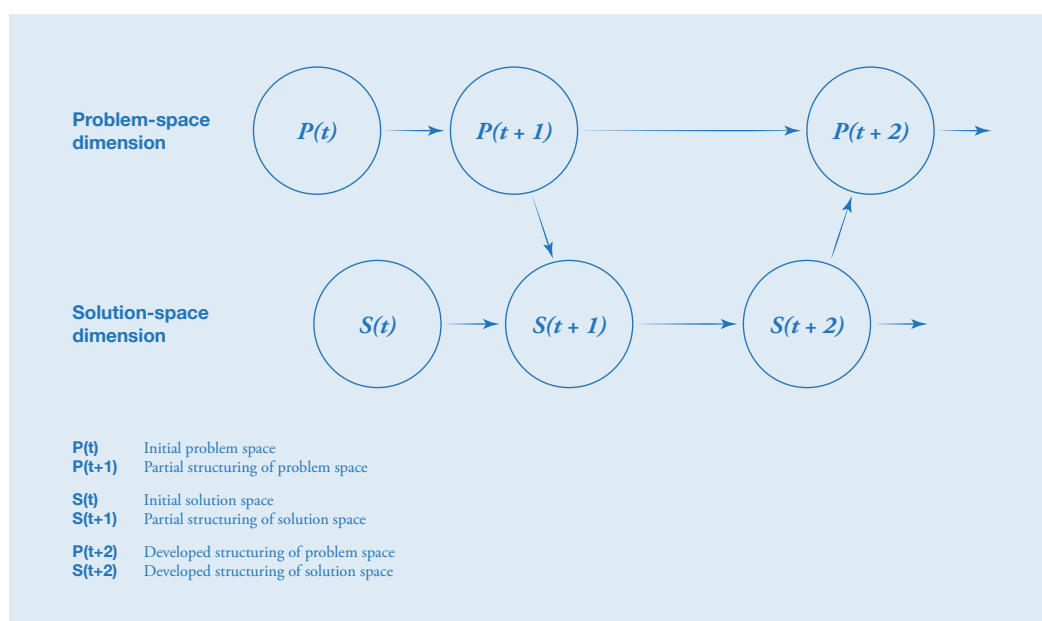 Problem-space
dimension
P(t)
P(t + 1)
P(t + 2)
Solution-space
dimension
S(t)
S(t + 1)
S(t + 2)
P(t) Initial problem space
P(t+1) Partial structuring of problem space
S(t) Initial solution space
S(t+1) Partial structuring of solution space
P(t+2) Developed structuring of problem space
S(t+2) Developed structuring of solution space